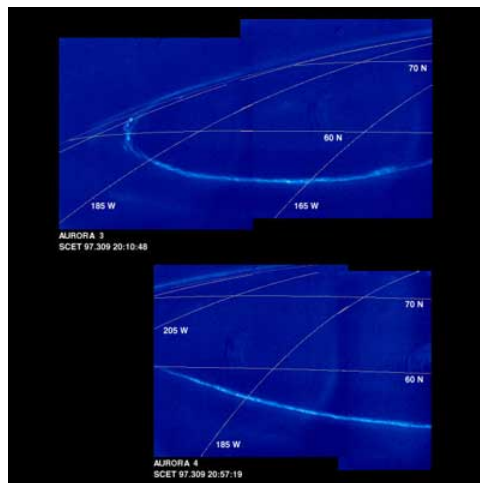 70 N
60 N
185 W
165 W
AURORA 3
SCET 97.309 20:10:48
70 N
205 W
60 N
185 W
AURORA 4
SCET 97.309 20:57:19